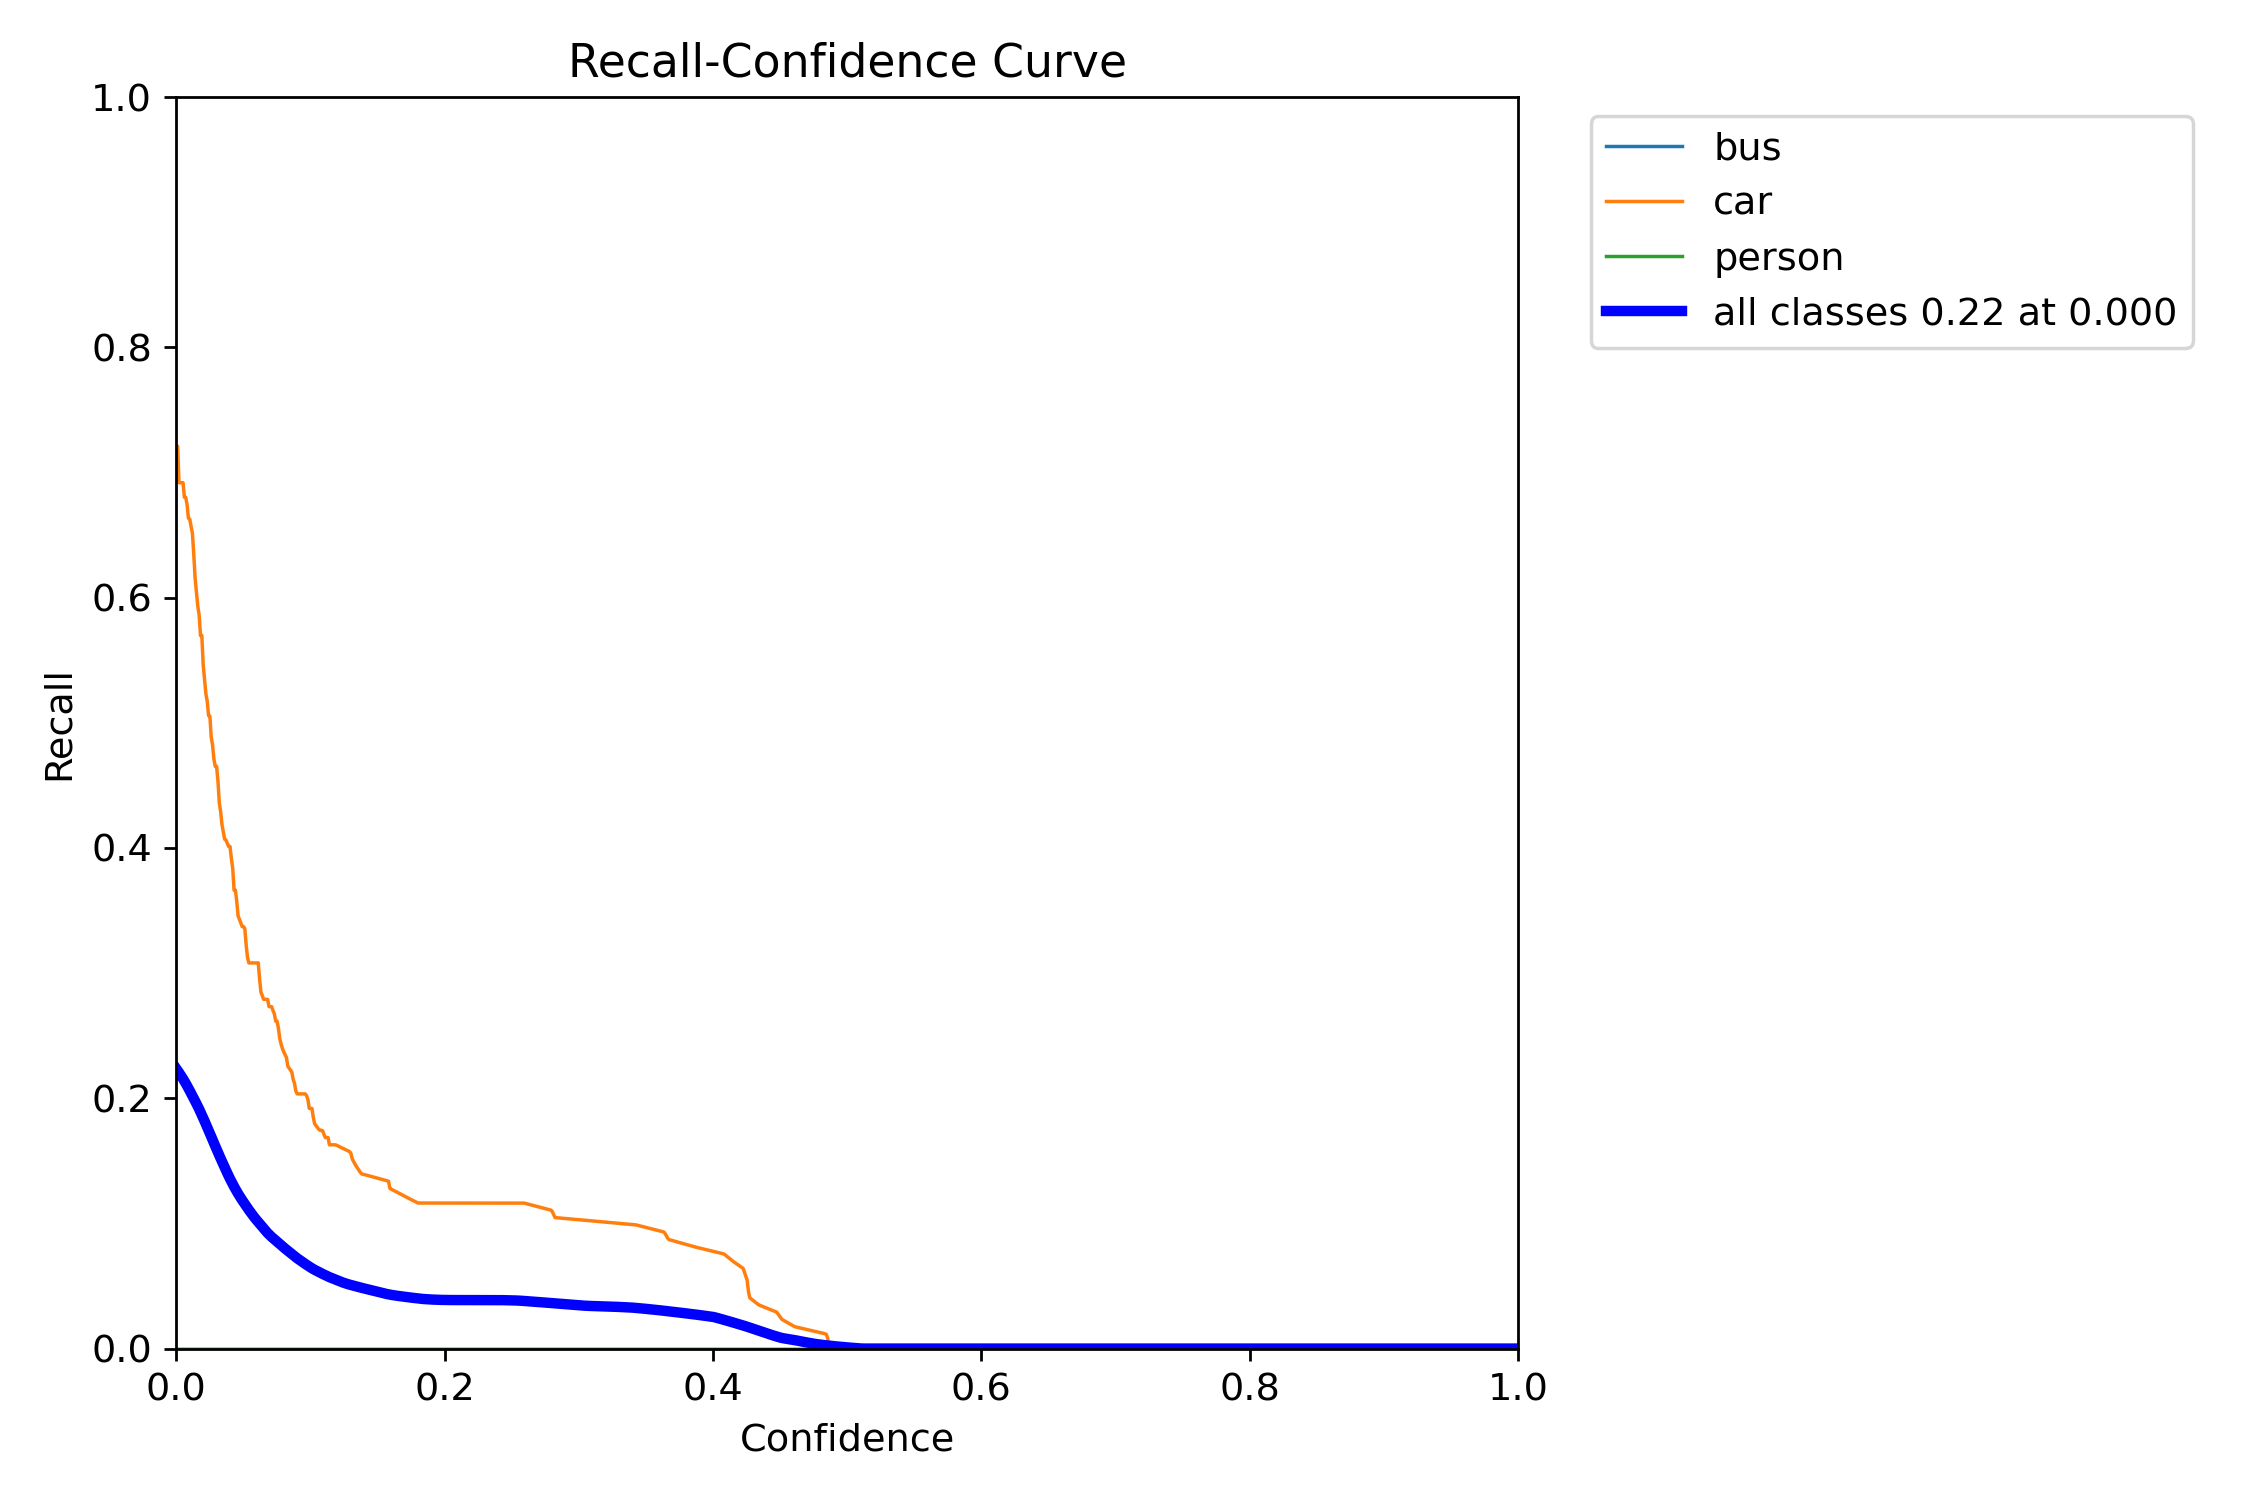 Recall-Confidence Curve
1.0
0.8
0.6
0.4
0.2
0.0
Recall
0.0 0.2 0.4 0.6 0.8 1.0
Confidence
bus
car
person
all classes 0.22 at 0.000